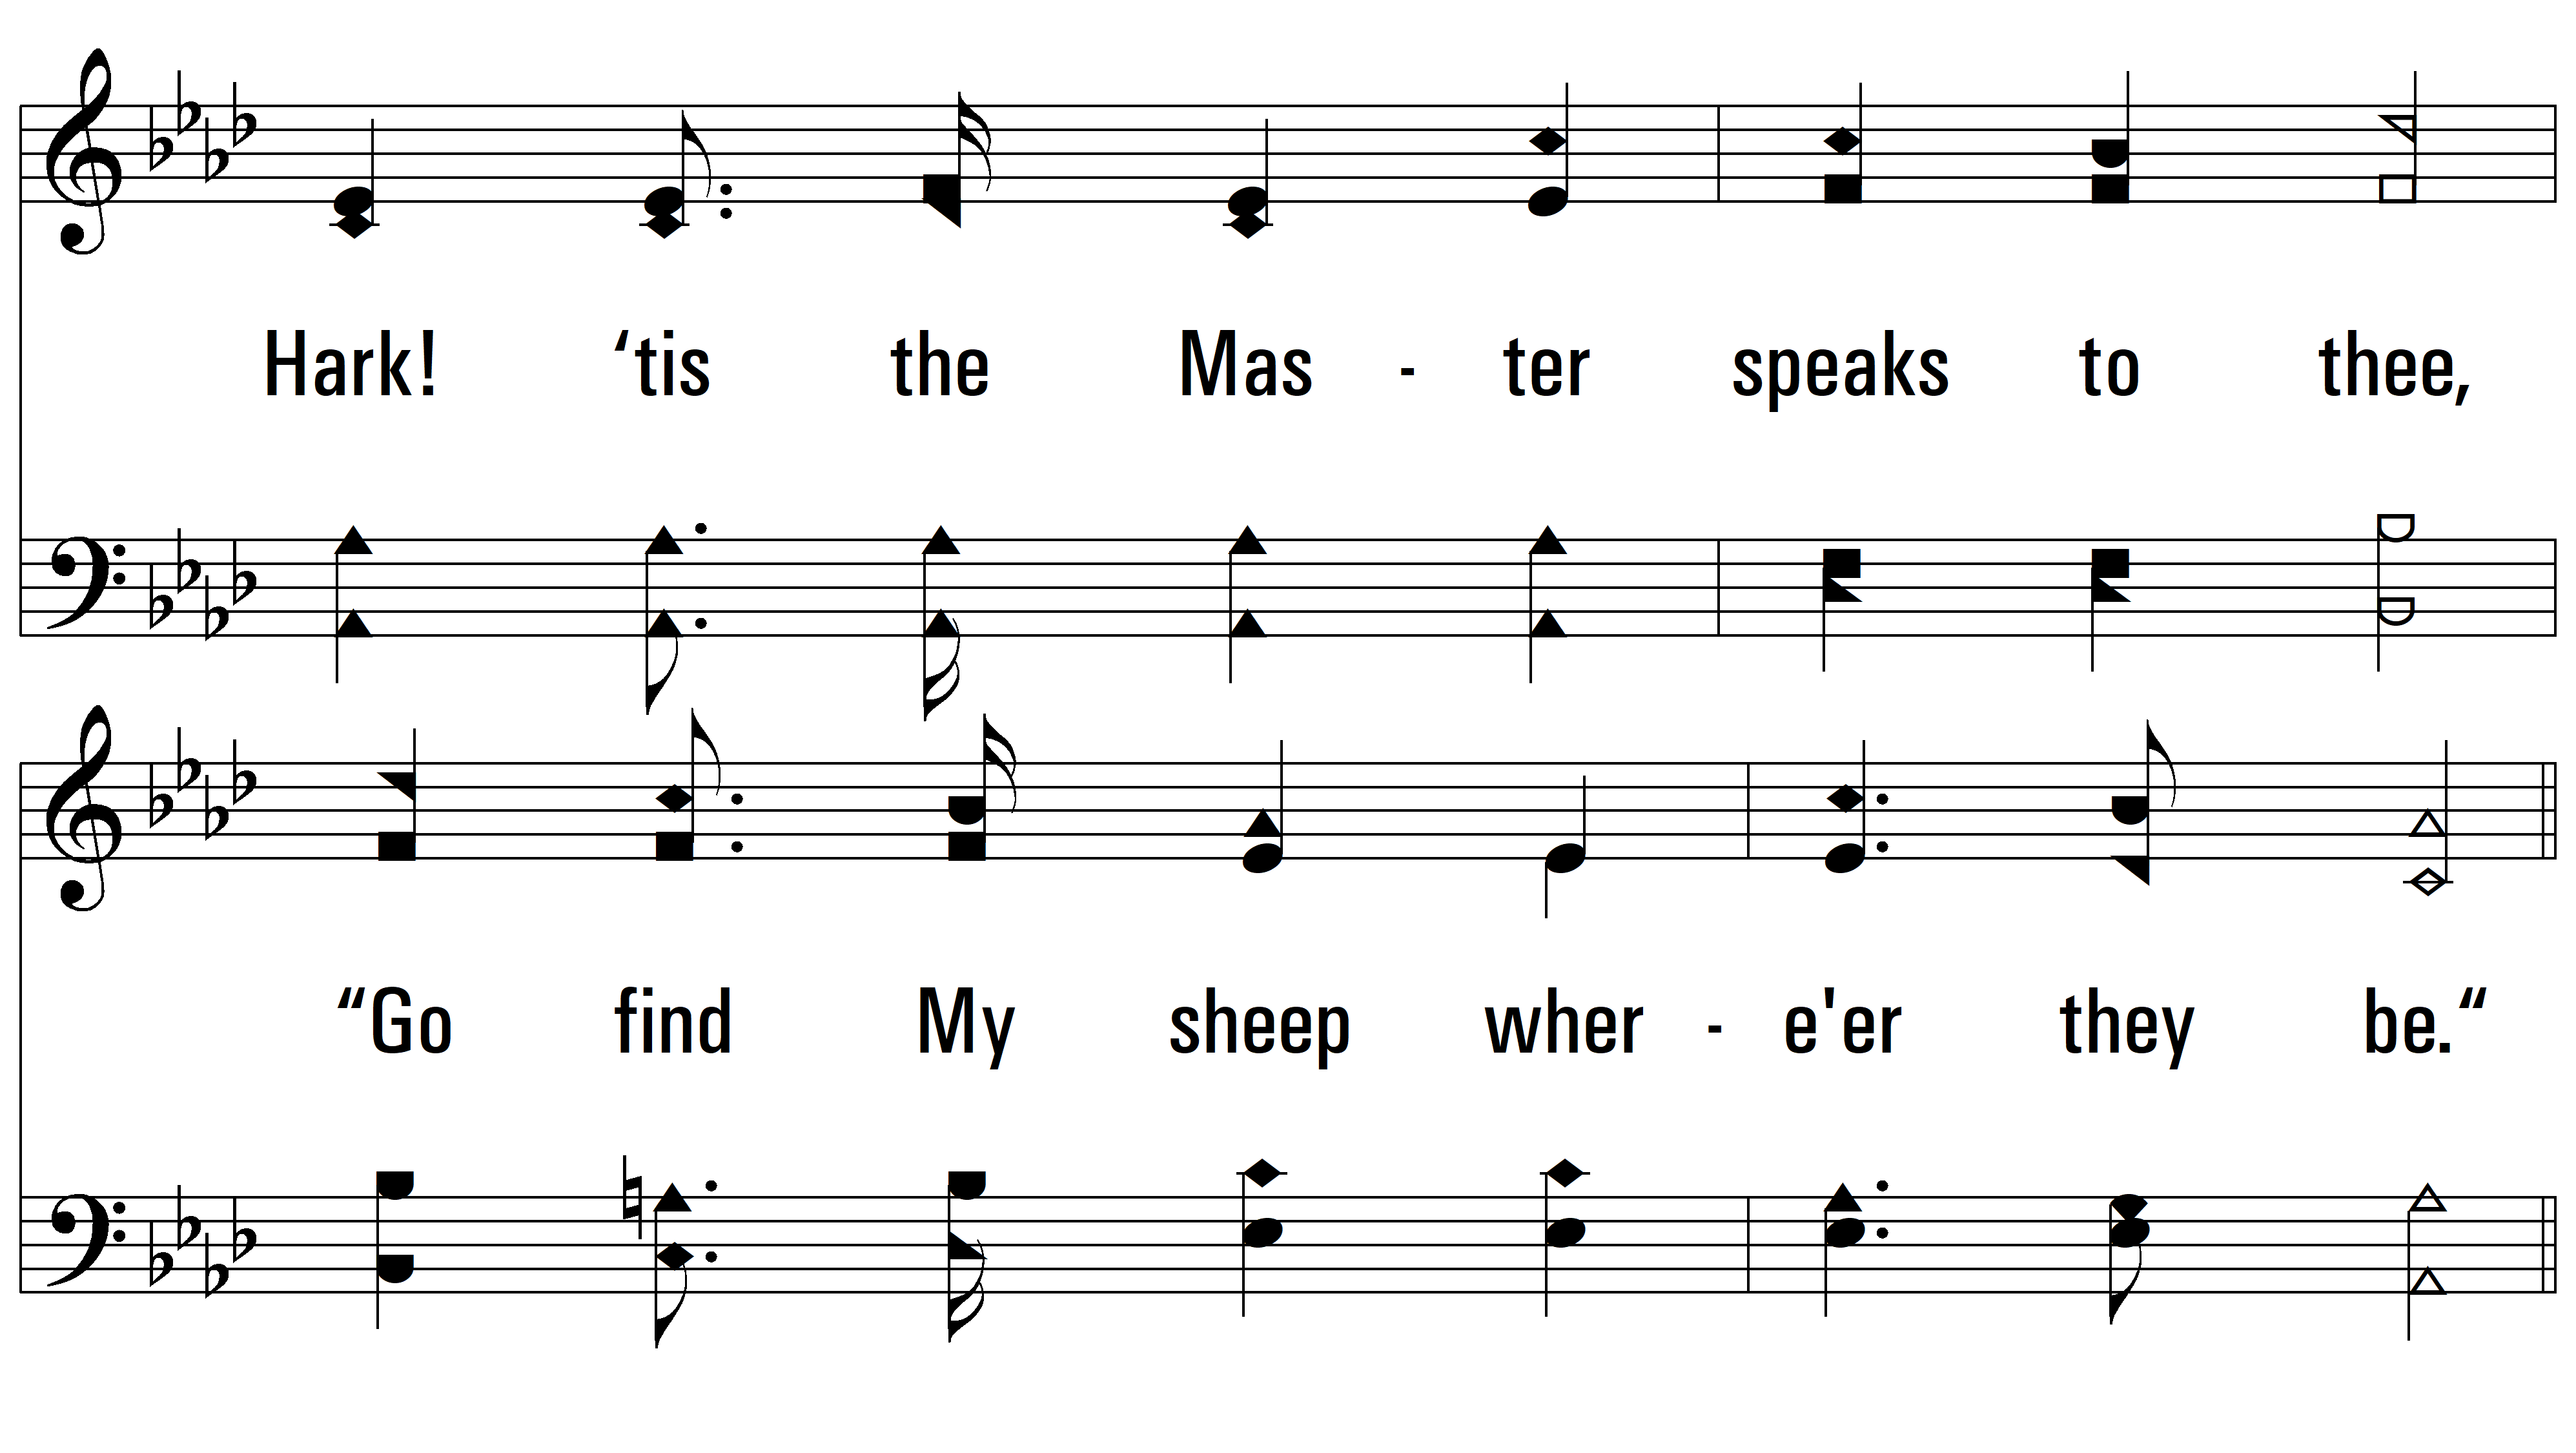 Hark! ‘tis the Mas - ter speaks to thee,
“Go find My sheep wher - e'er they be.“